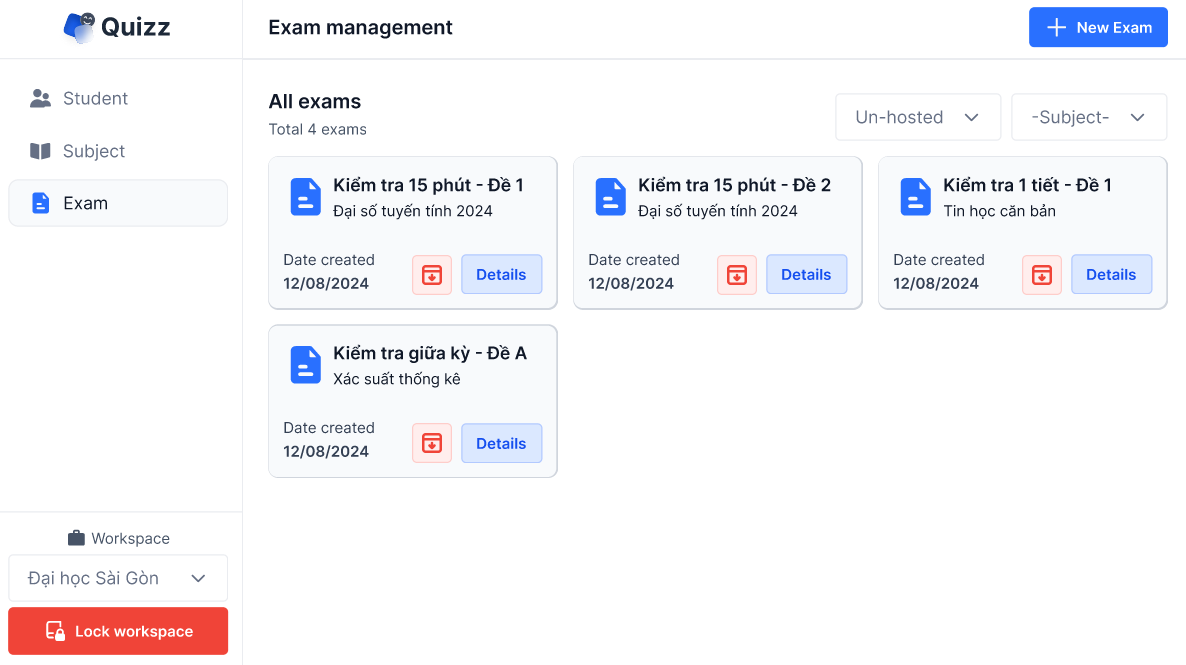 Quizz
Exam management
New Exam
Student
Subject
Exam
All exams
Total 4 exams
Un-hosted
-Subject-
Kiểm tra 15 phút - Đề 1
Đại số tuyến tính 2024
Date created
12/08/2024
Details
Kiểm tra 15 phút - Đề 2
Đại số tuyến tính 2024
Date created
12/08/2024
Details
Kiểm tra 1 tiết - Đề 1
Tin học căn bản
Date created
12/08/2024
Details
Kiểm tra giữa kỳ - Đề A
Xác suất thống kê
Date created
12/08/2024
Details
Workspace
Đại học Sài Gòn
Lock workspace